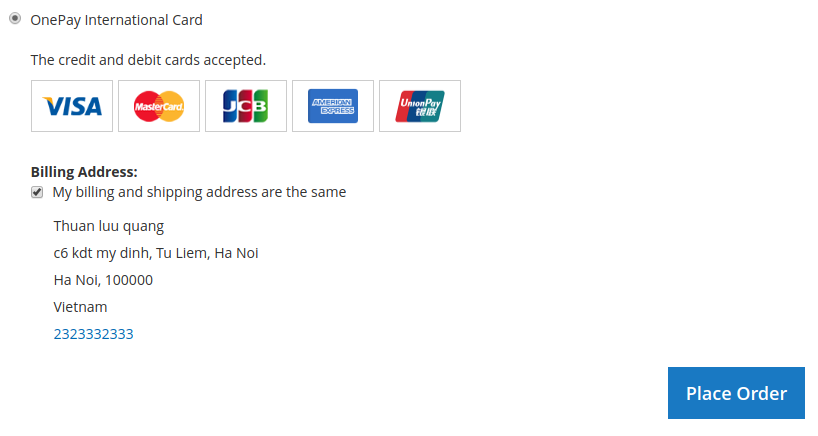 OnePay International Card
The credit and debit cards accepted.
VISA MasterCard JCB AMERICAN EXPRESS UnionPay 银联
Billing Address:
My billing and shipping address are the same
Thuan luu quang
c6 kdt my dinh, Tu Liem, Ha Noi
Ha Noi, 100000
Vietnam
2323332333
Place Order